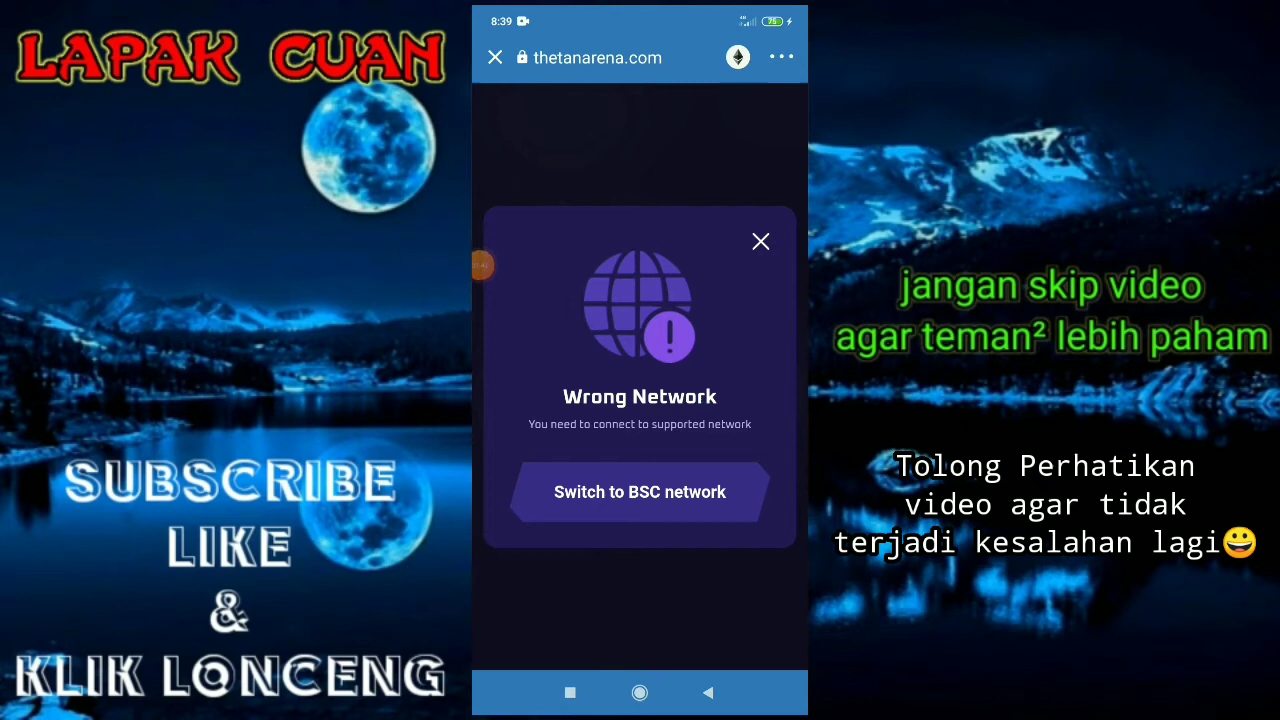 LAPAK CUAN
SUBSCRIBE
LIKE
&
KLIK LONCENG
8:39
75
thetanarena.com
Wrong Network
You need to connect to supported network
Switch to BSC network
jangan skip video
agar teman² lebih paham
Tolong Perhatikan
video agar tidak
terjadi kesalahan lagi😀